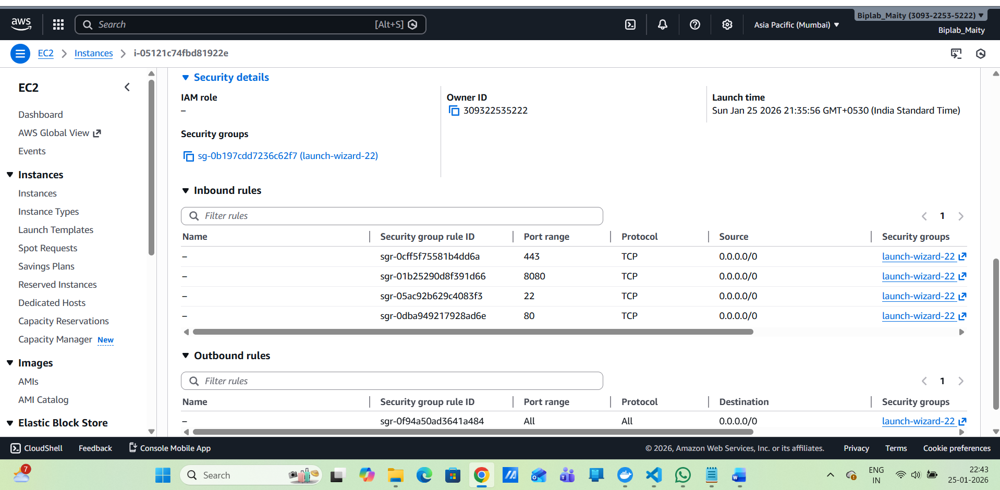 aws
Search [Alt+S]
Asia Pacific (Mumbai) ▼
Biplab_Maity (3093-2253-5222) ▼
Biplab_Maity
EC2 > Instances > i-05121c74fbd81922e
EC2
Dashboard
AWS Global View
Events
Instances
Instances
Instance Types
Launch Templates
Spot Requests
Savings Plans
Reserved Instances
Dedicated Hosts
Capacity Reservations
Capacity Manager New
Images
AMIs
AMI Catalog
Elastic Block Store
Security details
IAM role
–
Owner ID
309322535222
Launch time
Sun Jan 25 2026 21:35:56 GMT+0530 (India Standard Time)
Security groups
sg-0b197cdd7236c62f7 (launch-wizard-22)
Inbound rules
Filter rules
1
Name Security group rule ID Port range Protocol Source Security groups
– sgr-0cff5f75581b4dd6a 443 TCP 0.0.0.0/0 launch-wizard-22
– sgr-01b25290d8f391d66 8080 TCP 0.0.0.0/0 launch-wizard-22
– sgr-05ac92b629c4083f3 22 TCP 0.0.0.0/0 launch-wizard-22
– sgr-0dba949217928ad6e 80 TCP 0.0.0.0/0 launch-wizard-22
Outbound rules
Filter rules
1
Name Security group rule ID Port range Protocol Destination Security groups
– sgr-0f94a50ad3641a484 All All 0.0.0.0/0 launch-wizard-22
CloudShell Feedback Console Mobile App
© 2026, Amazon Web Services, Inc. or its affiliates. Privacy Terms Cookie preferences
7
Search
ENG
IN
22:43
25-01-2026